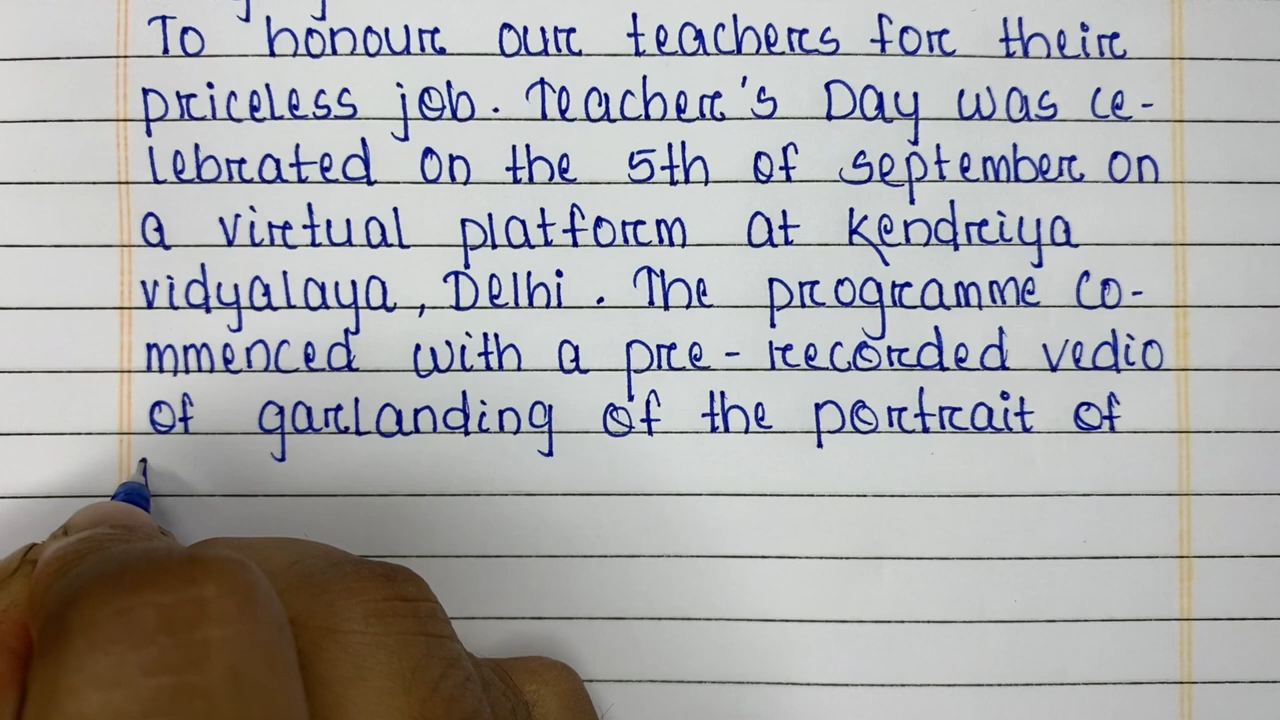 To honour our teachers for their
priceless job. Teacher's Day was ce-
lebrated on the 5th of september on
a virtual platform at Kendriya
vidyalaya, Delhi. The programme co-
mmenced with a pre-recorded vedio
of garlanding of the portrait of